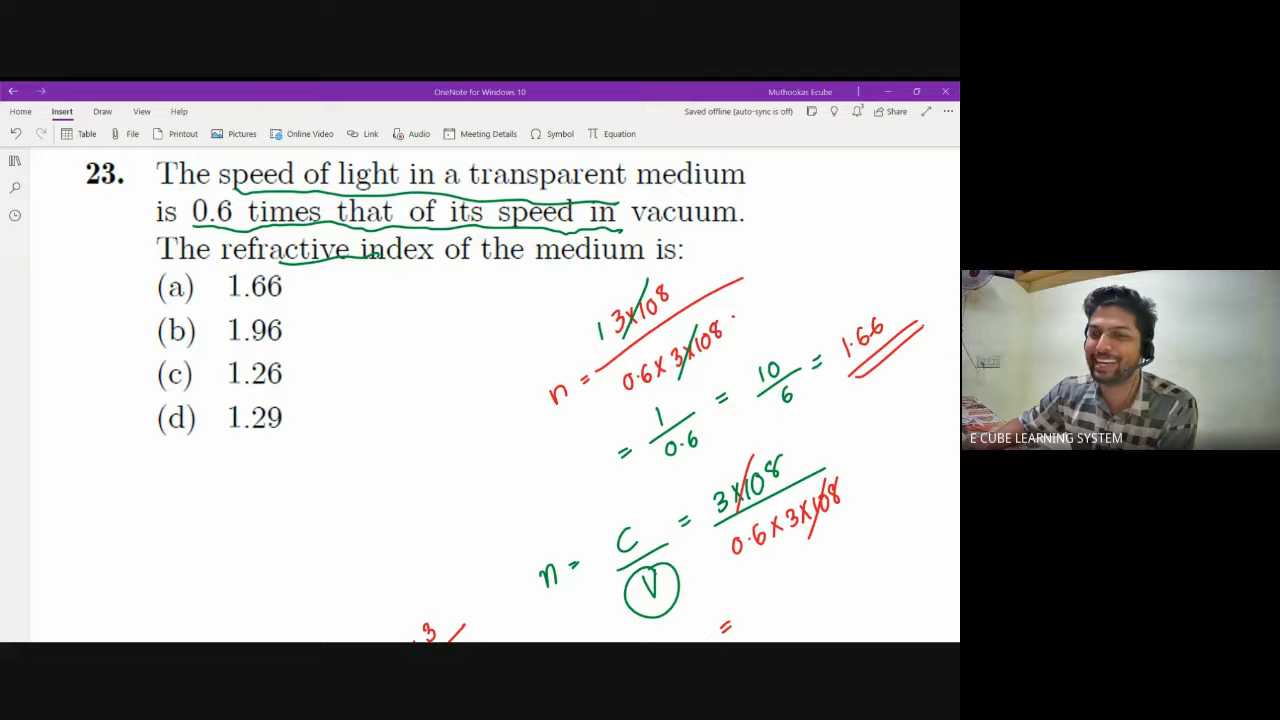 OneNote for Windows 10
Muthookas Ecube
Home Insert Draw View Help
Saved offline (auto-sync is off)
Share
Table File Printout Pictures Online Video Link Audio Meeting Details Symbol Equation
23. The speed of light in a transparent medium
is 0.6 times that of its speed in vacuum.
The refractive index of the medium is:
(a) 1.66
(b) 1.96
(c) 1.26
(d) 1.29
n = 1 3×10⁸ / 0.6 × 3×10⁸
= 1/0.6 = 10/6 = 1.66
n = C/V = 3×10⁸ / 0.6×3×10⁸
=
3
E CUBE LEARNING SYSTEM